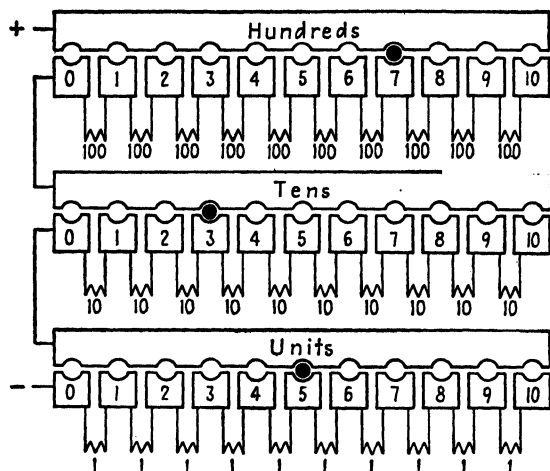 + Hundreds
0 1 2 3 4 5 6 7 8 9 10
100 100 100 100 100 100 100 100 100 100
Tens
0 1 2 3 4 5 6 7 8 9 10
10 10 10 10 10 10 10 10 10 10
Units
- 0 1 2 3 4 5 6 7 8 9 10
1 1 1 1 1 1 1 1 1 1